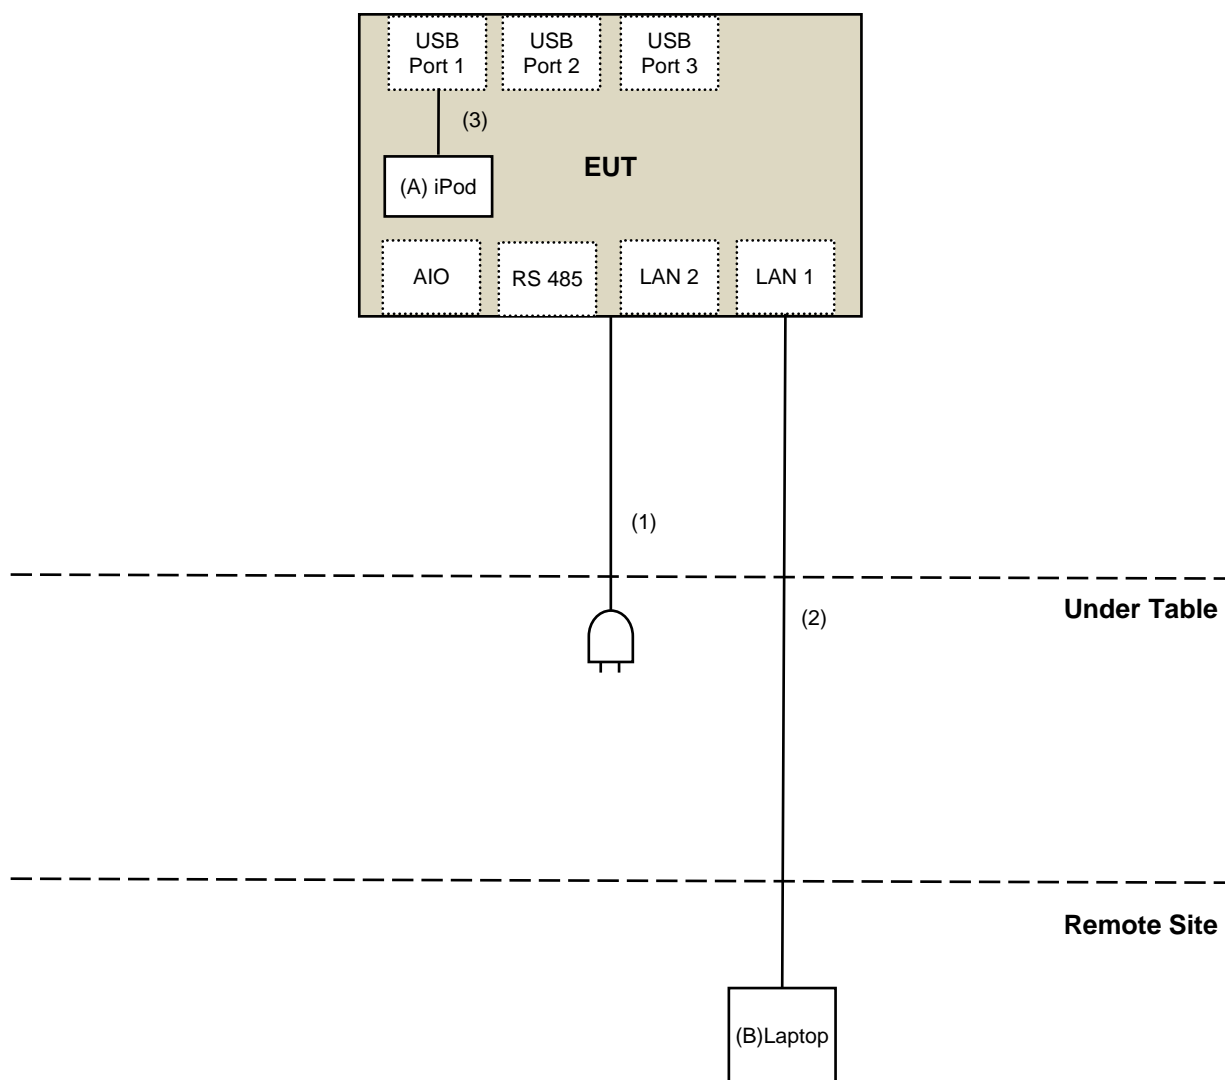 USB
Port 1
USB
Port 2
USB
Port 3
(3)
EUT
(A) iPod
AIO
RS 485
LAN 2
LAN 1
(1)
Under Table
(2)
Remote Site
(B)Laptop